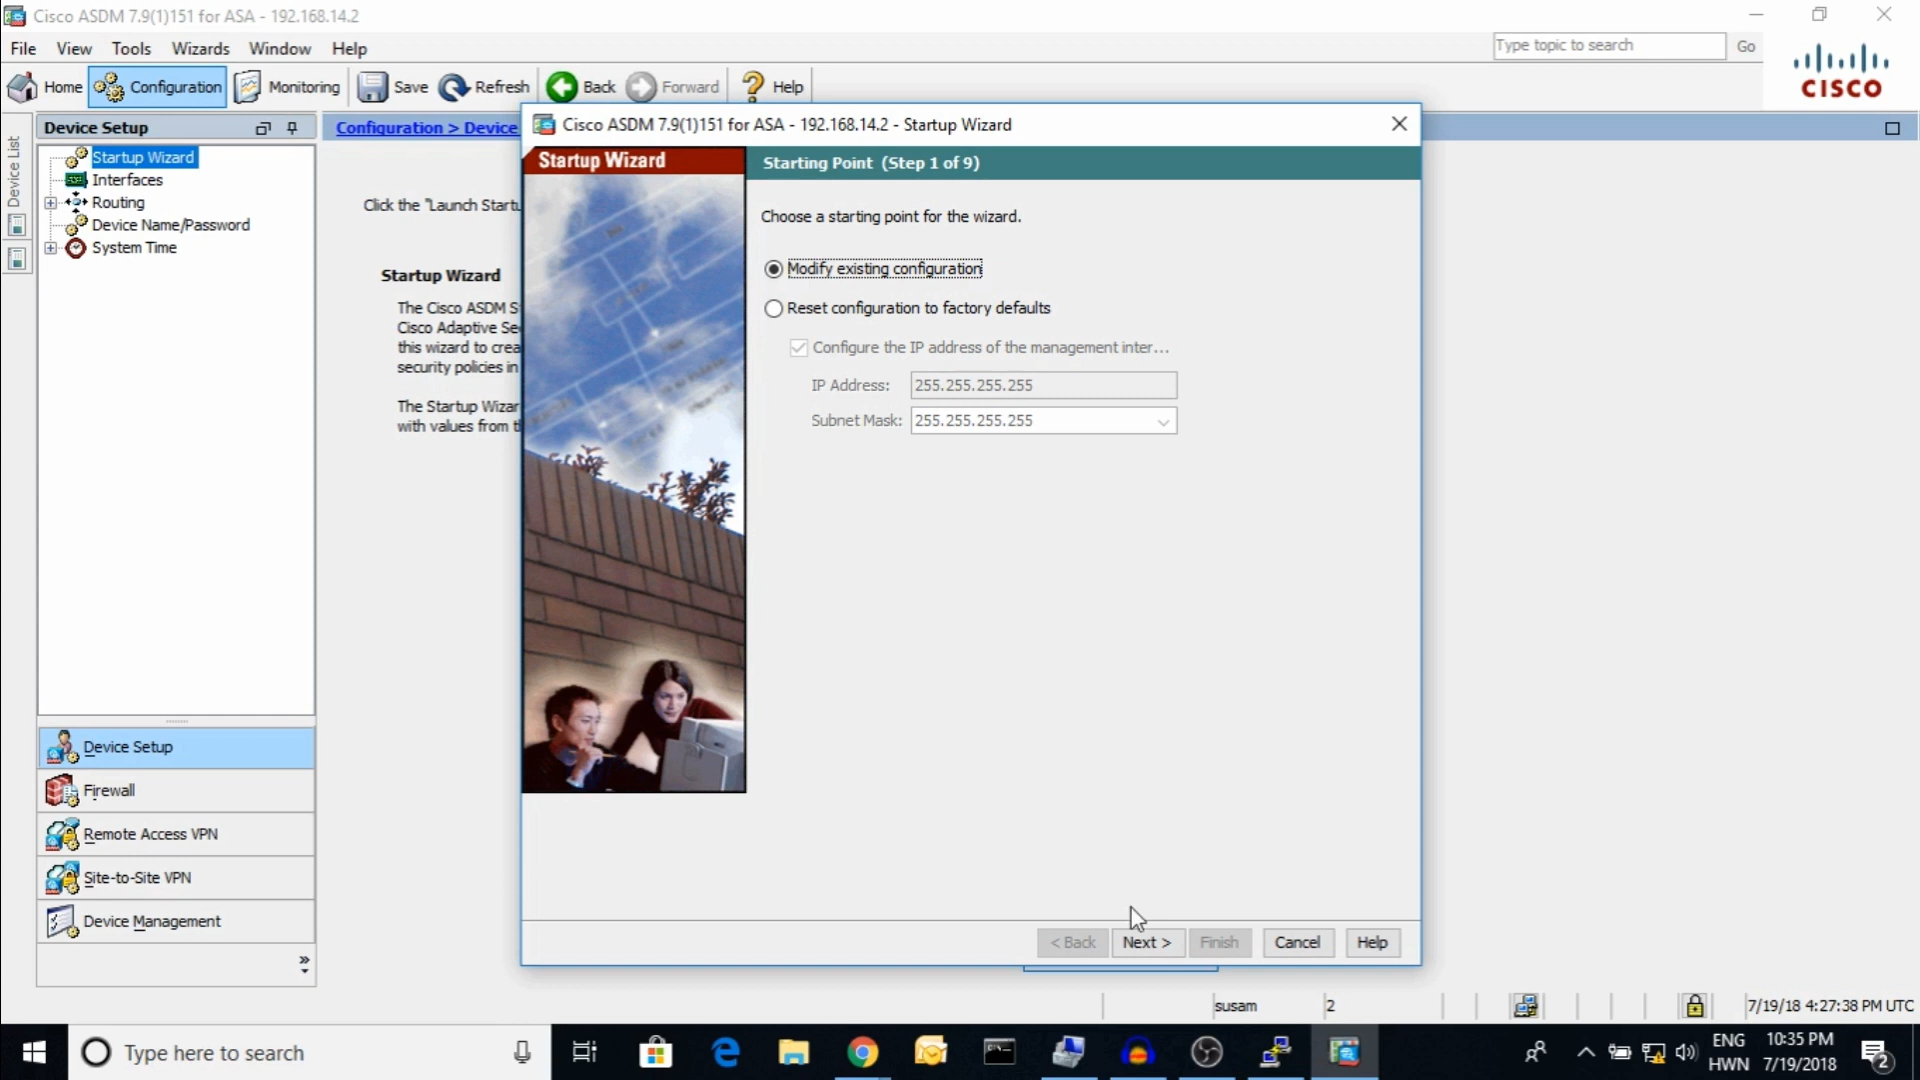 Cisco ASDM 7.9(1)151 for ASA - 192.168.14.2
File View Tools Wizards Window Help
Type topic to search Go
Home Configuration Monitoring Save Refresh Back Forward Help
CISCO
Device List
Device Setup
Startup Wizard
Interfaces
Routing
Device Name/Password
System Time
Device Setup
Firewall
Remote Access VPN
Site-to-Site VPN
Device Management
Configuration > Device
Click the "Launch Startu
Startup Wizard
The Cisco ASDM S
Cisco Adaptive Se
this wizard to crea
security policies in
The Startup Wizar
with values from t
Cisco ASDM 7.9(1)151 for ASA - 192.168.14.2 - Startup Wizard
Startup Wizard
Starting Point (Step 1 of 9)
Choose a starting point for the wizard.
Modify existing configuration
Reset configuration to factory defaults
Configure the IP address of the management inter...
IP Address: 255.255.255.255
Subnet Mask: 255.255.255.255
< Back Next > Finish Cancel Help
susam 2 7/19/18 4:27:38 PM UTC
Type here to search
ENG 10:35 PM
HWN 7/19/2018
2